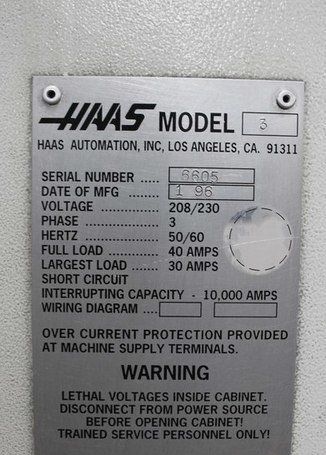 HAAS MODEL 3
HAAS AUTOMATION, INC, LOS ANGELES, CA. 91311
SERIAL NUMBER ..... 6605
DATE OF MFG ....... 1 96
VOLTAGE .............. 208/230
PHASE .................. 3
HERTZ .................. 50/60
FULL LOAD ............ 40 AMPS
LARGEST LOAD ...... 30 AMPS
SHORT CIRCUIT
INTERRUPTING CAPACITY - 10,000 AMPS
WIRING DIAGRAM ....
OVER CURRENT PROTECTION PROVIDED
AT MACHINE SUPPLY TERMINALS.
WARNING
LETHAL VOLTAGES INSIDE CABINET.
DISCONNECT FROM POWER SOURCE
BEFORE OPENING CABINET!
TRAINED SERVICE PERSONNEL ONLY!